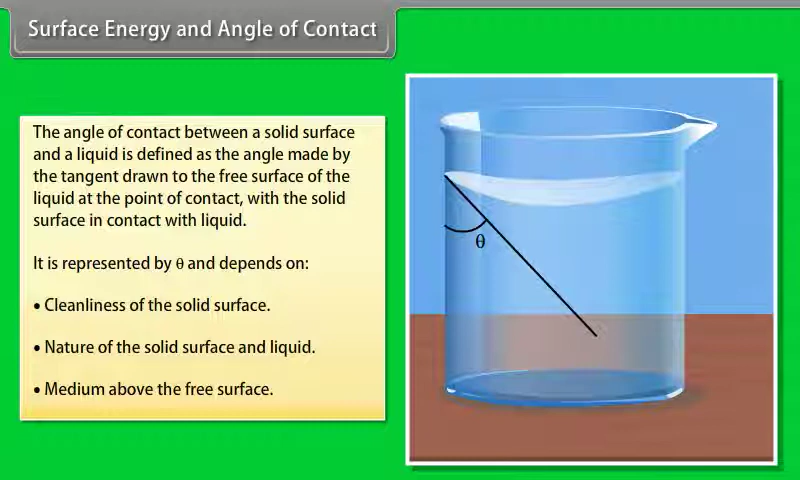 Surface Energy and Angle of Contact
The angle of contact between a solid surface
and a liquid is defined as the angle made by
the tangent drawn to the free surface of the
liquid at the point of contact, with the solid
surface in contact with liquid.
It is represented by θ and depends on:
• Cleanliness of the solid surface.
• Nature of the solid surface and liquid.
• Medium above the free surface.
θ